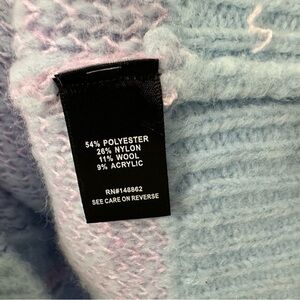 54% POLYESTER
26% NYLON
11% WOOL
9% ACRYLIC
RN#148862
SEE CARE ON REVERSE